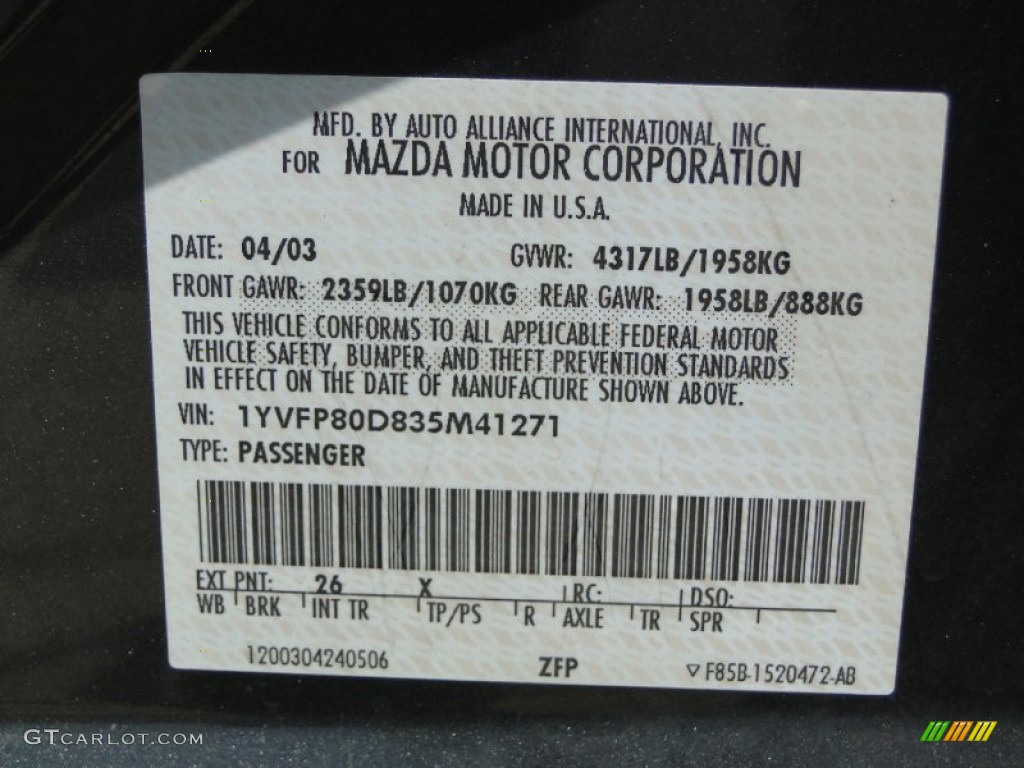 MFD. BY AUTO ALLIANCE INTERNATIONAL, INC.
FOR MAZDA MOTOR CORPORATION
MADE IN U.S.A.
DATE: 04/03 GVWR: 4317LB/1958KG
FRONT GAWR: 2359LB/1070KG REAR GAWR: 1958LB/888KG
THIS VEHICLE CONFORMS TO ALL APPLICABLE FEDERAL MOTOR
VEHICLE SAFETY, BUMPER, AND THEFT PREVENTION STANDARDS
IN EFFECT ON THE DATE OF MANUFACTURE SHOWN ABOVE.
VIN: 1YVFP80D835M41271
TYPE: PASSENGER
EXT PNT: 26 X RC: DSO:
WB BRK INT TR TP/PS R AXLE TR SPR
1200304240506 ZFP F85B-1520472-AB
GTCARLOT.COM